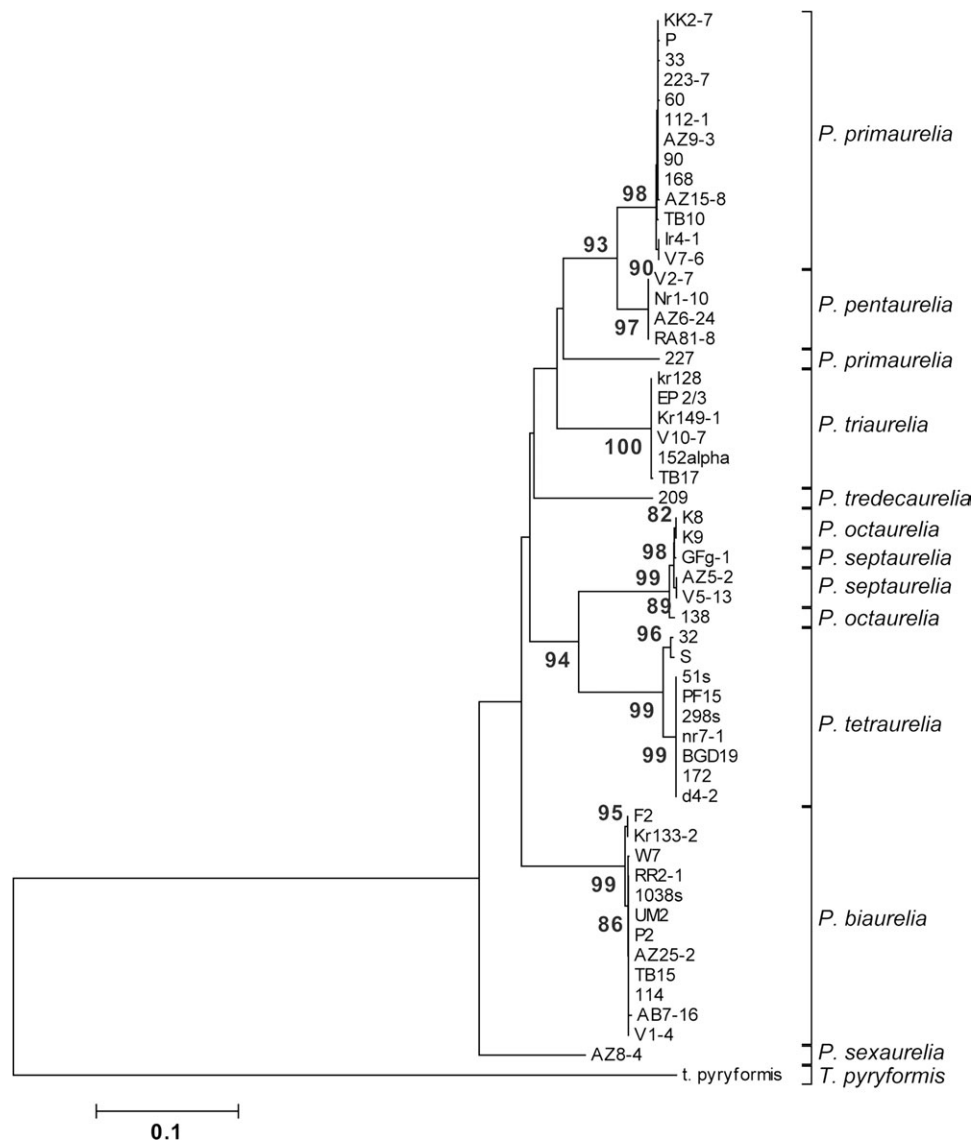 KK2-7
P
33
223-7
60
112-1
AZ9-3
90
168
AZ15-8
TB10
Ir4-1
V7-6
98
93
P. primaurelia
90
V2-7
Nr1-10
AZ6-24
RA81-8
97
P. pentaurelia
227
P. primaurelia
kr128
EP 2/3
Kr149-1
V10-7
152alpha
TB17
100
P. triaurelia
209
P. tredecaurelia
82
K8
K9
P. octaurelia
98
GFg-1
P. septaurelia
99
AZ5-2
V5-13
P. septaurelia
89
138
P. octaurelia
96
32
S
94
51s
PF15
298s
nr7-1
BGD19
172
d4-2
99
99
P. tetraurelia
95
F2
Kr133-2
W7
RR2-1
1038s
UM2
P2
AZ25-2
TB15
114
AB7-16
V1-4
99
86
P. biaurelia
AZ8-4
P. sexaurelia
t. pyryformis
T. pyryformis
0.1